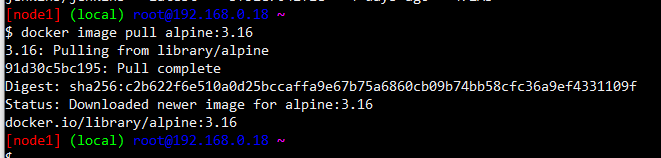 [node1] (local) root@192.168.0.18 ~
$ docker image pull alpine:3.16
3.16: Pulling from library/alpine
91d30c5bc195: Pull complete
Digest: sha256:c2b622f6e510a0d25bccaffa9e67b75a6860cb09b74bb58cfc36a9ef4331109f
Status: Downloaded newer image for alpine:3.16
docker.io/library/alpine:3.16
[node1] (local) root@192.168.0.18 ~
$